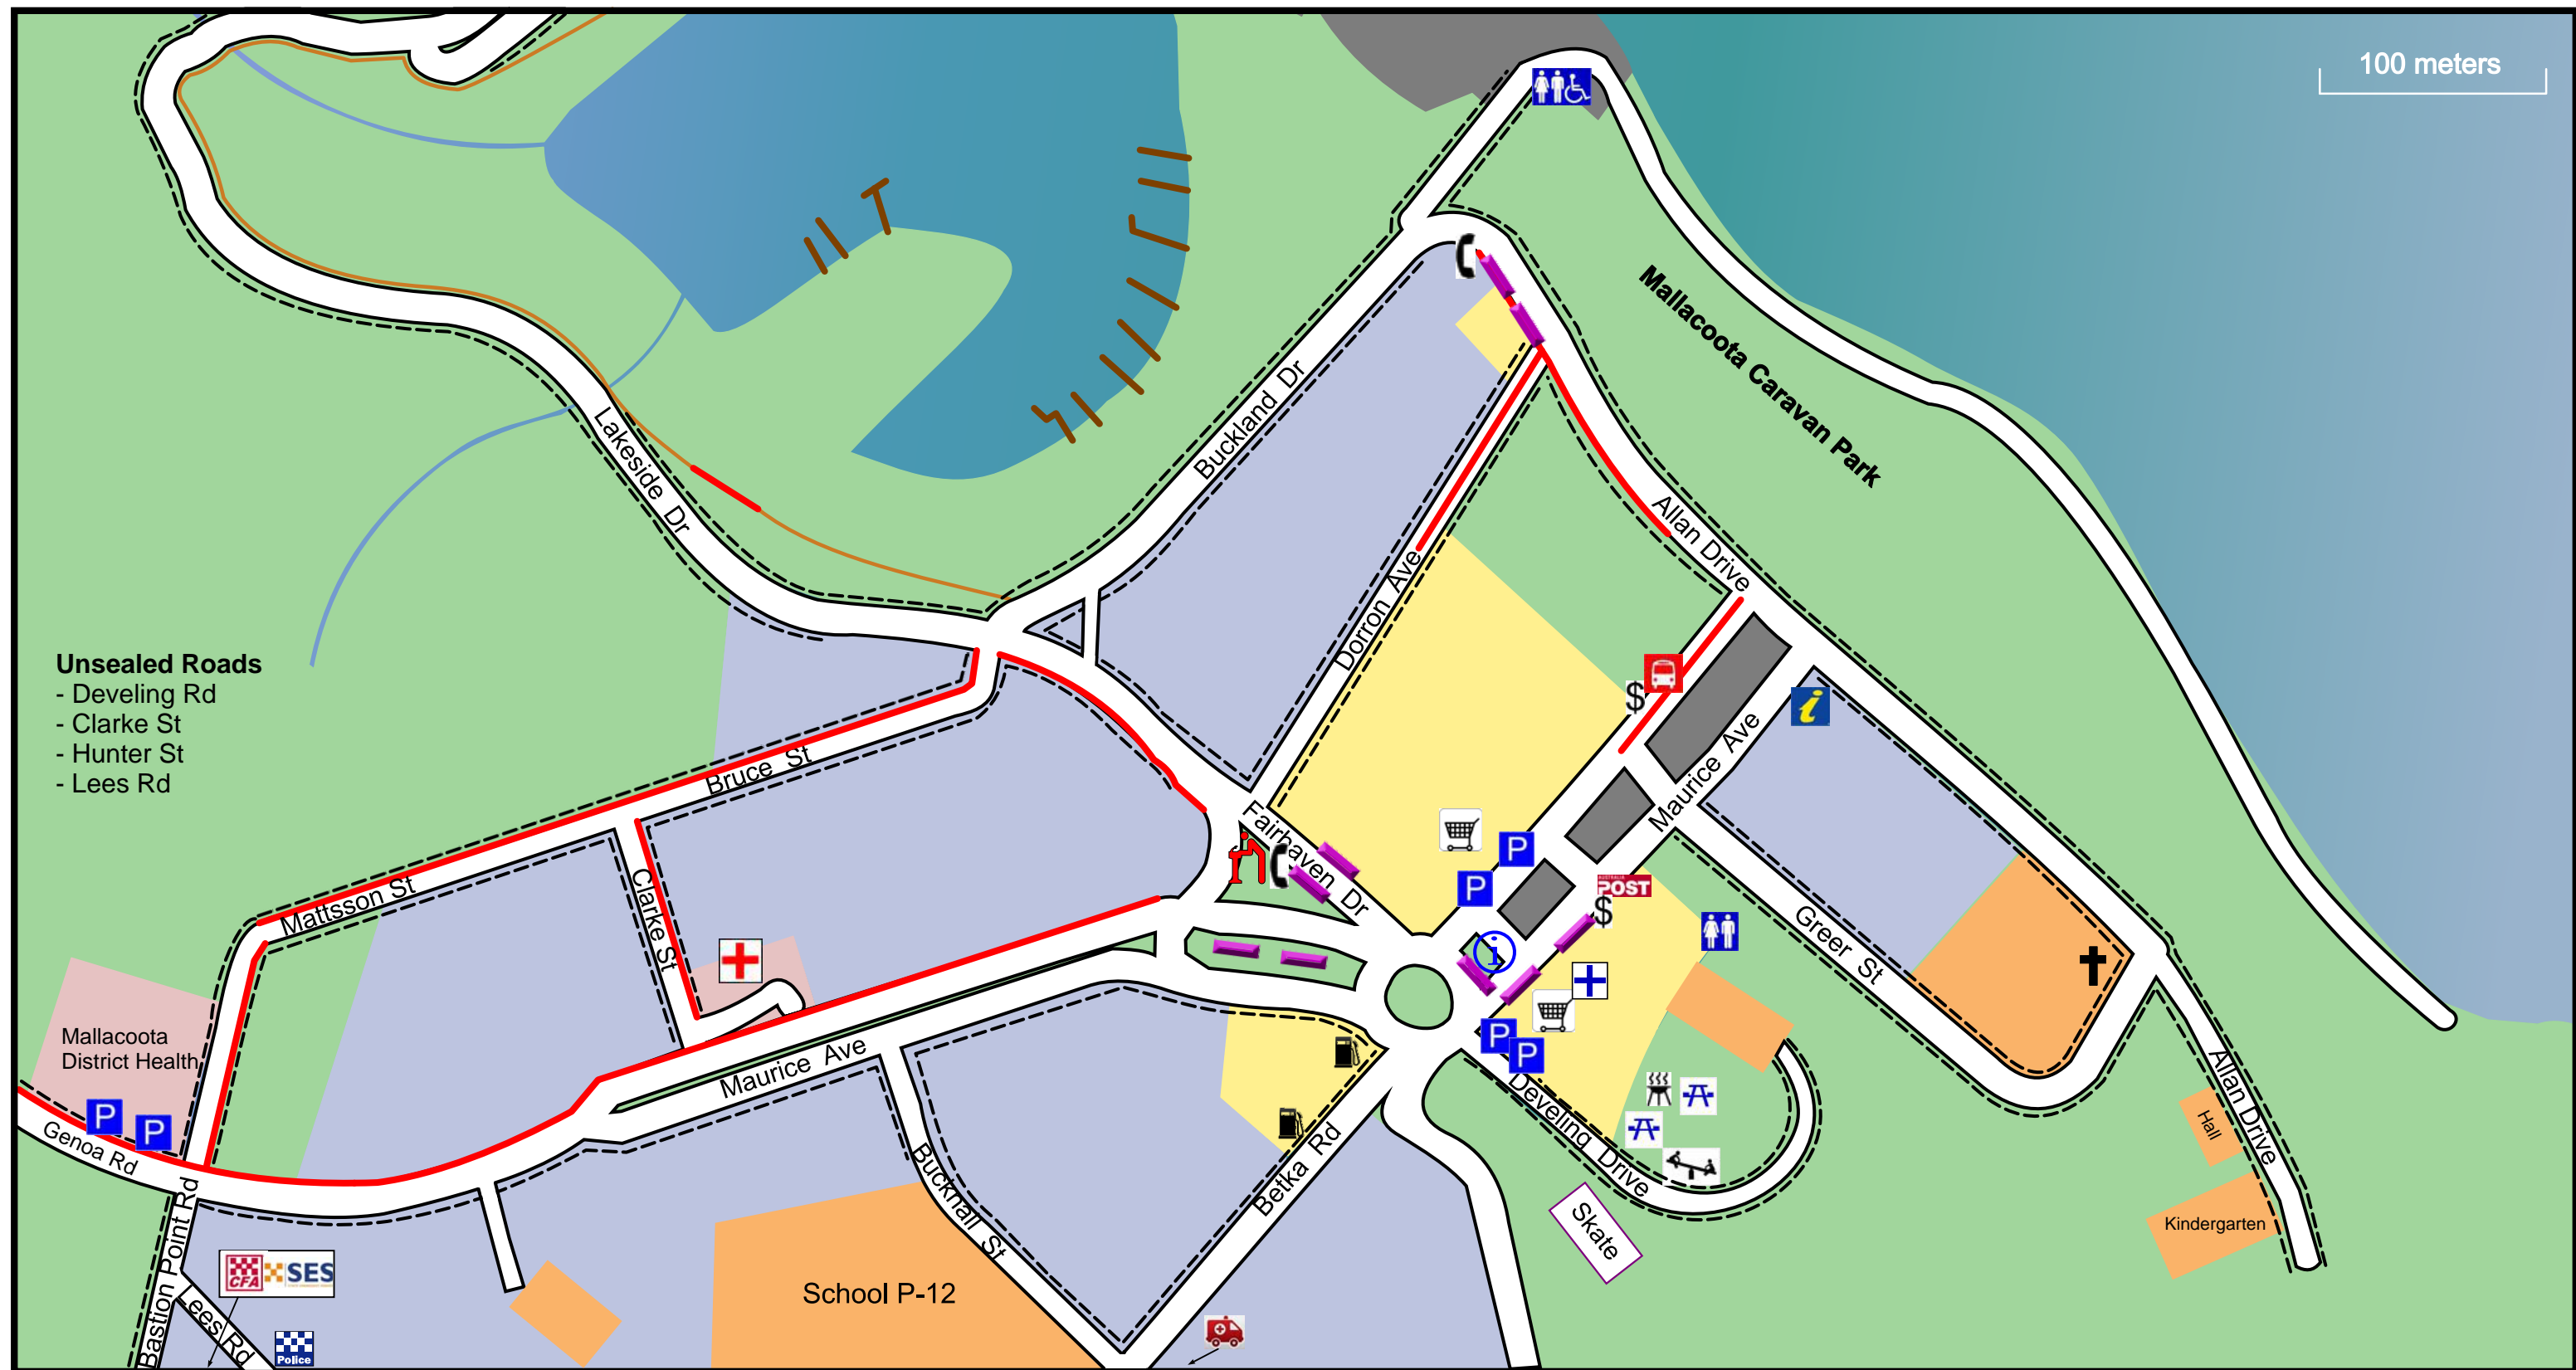 100 meters
Mallacoota Caravan Park
Buckland Dr
Lakeside Dr
Allan Drive
Dorron Ave
Unsealed Roads
- Develing Rd
- Clarke St
- Hunter St
- Lees Rd
$
i
Bruce St
Maurice Ave
Fairhaven Dr
P
P
AUSTRALIA
POST
$
Mattsson St
Clarke St
Greer St
i
Mallacoota
District Health
P
P
Genoa Rd
Maurice Ave
P
P
Develing Drive
Allan Drive
Hall
Kindergarten
Bucknall St
Betka Rd
Skate
Bastion Point Rd
CFA SES
School P-12
Lees Rd
Police